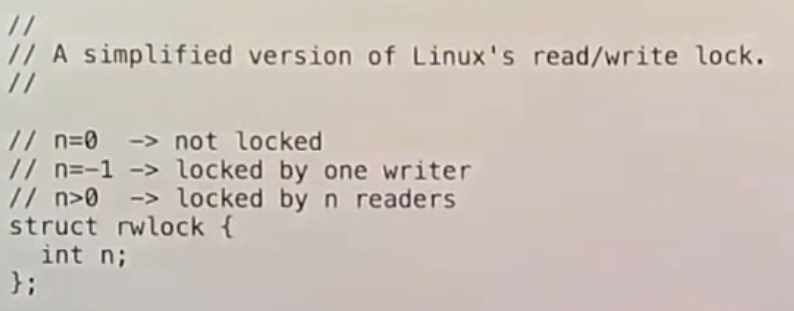 //
// A simplified version of Linux's read/write lock.
//
// n=0  -> not locked
// n=-1 -> locked by one writer
// n>0  -> locked by n readers
struct rwlock {
  int n;
};